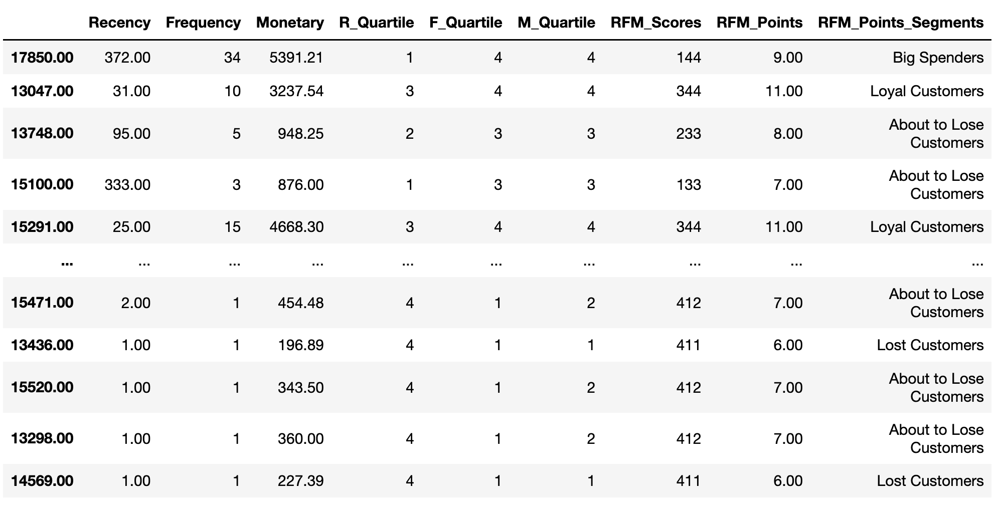 Recency Frequency Monetary R_Quartile F_Quartile M_Quartile RFM_Scores RFM_Points RFM_Points_Segments
17850.00 372.00 34 5391.21 1 4 4 144 9.00 Big Spenders
13047.00 31.00 10 3237.54 3 4 4 344 11.00 Loyal Customers
13748.00 95.00 5 948.25 2 3 3 233 8.00 About to Lose
Customers
15100.00 333.00 3 876.00 1 3 3 133 7.00 About to Lose
Customers
15291.00 25.00 15 4668.30 3 4 4 344 11.00 Loyal Customers
... ... ... ... ... ... ... ... ... ...
15471.00 2.00 1 454.48 4 1 2 412 7.00 About to Lose
Customers
13436.00 1.00 1 196.89 4 1 1 411 6.00 Lost Customers
15520.00 1.00 1 343.50 4 1 2 412 7.00 About to Lose
Customers
13298.00 1.00 1 360.00 4 1 2 412 7.00 About to Lose
Customers
14569.00 1.00 1 227.39 4 1 1 411 6.00 Lost Customers